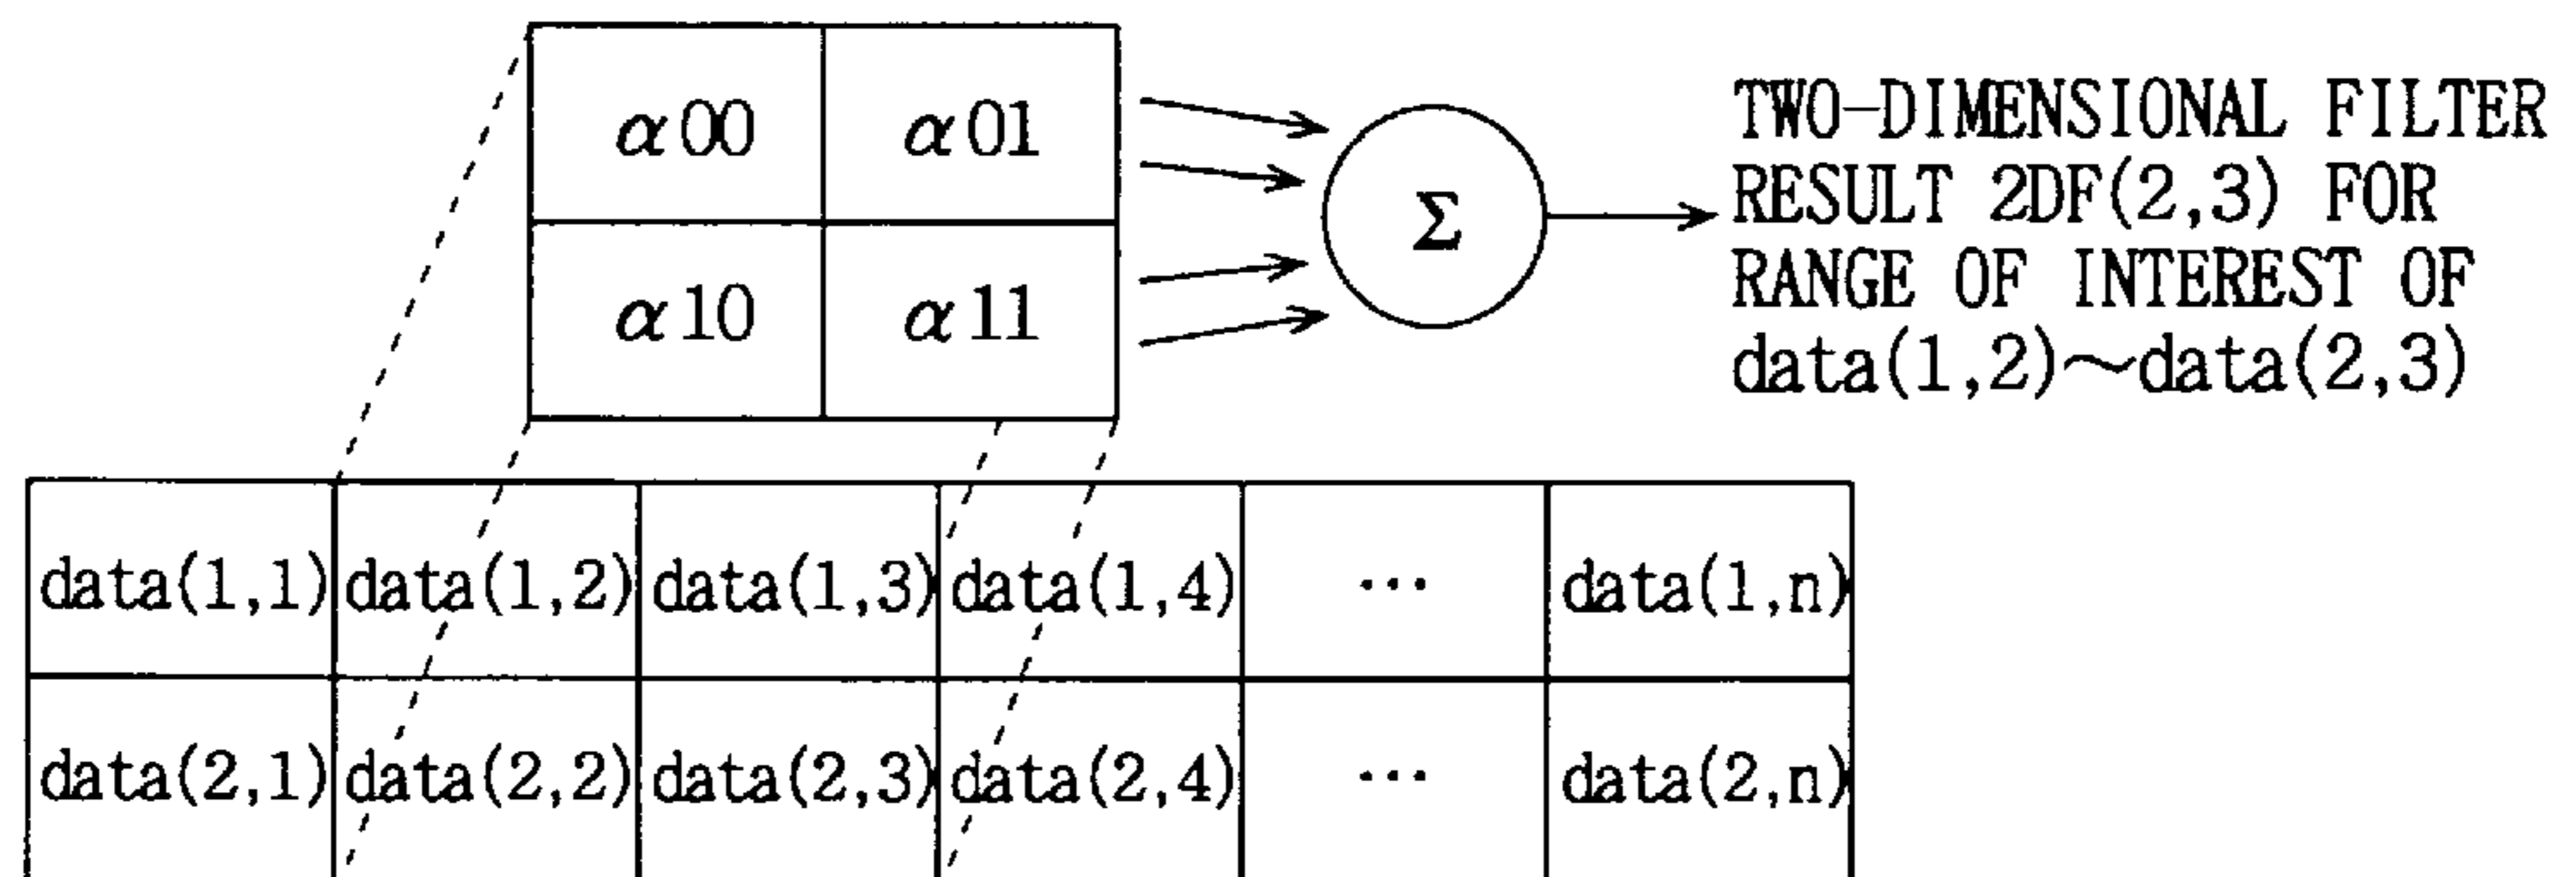 α00 α01
α10 α11
Σ
TWO-DIMENSIONAL FILTER
RESULT 2DF(2,3) FOR
RANGE OF INTEREST OF
data(1,2)～data(2,3)
data(1,1) data(1,2) data(1,3) data(1,4) ... data(1,n)
data(2,1) data(2,2) data(2,3) data(2,4) ... data(2,n)